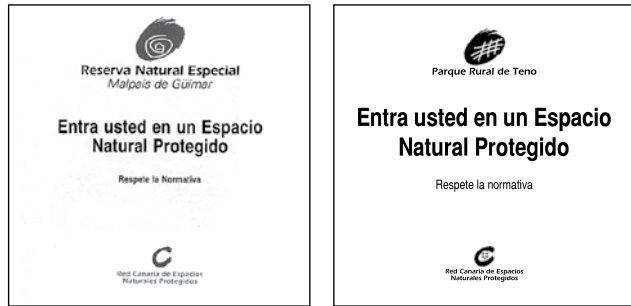 Reserva Natural Especial
Malpais de Güímar
Entra usted en un Espacio
Natural Protegido
Respete la Normativa
Red Canaria de Espacios
Naturales Protegidos
Parque Rural de Teno
Entra usted en un Espacio
Natural Protegido
Respete la normativa
Red Canaria de Espacios
Naturales Protegidos